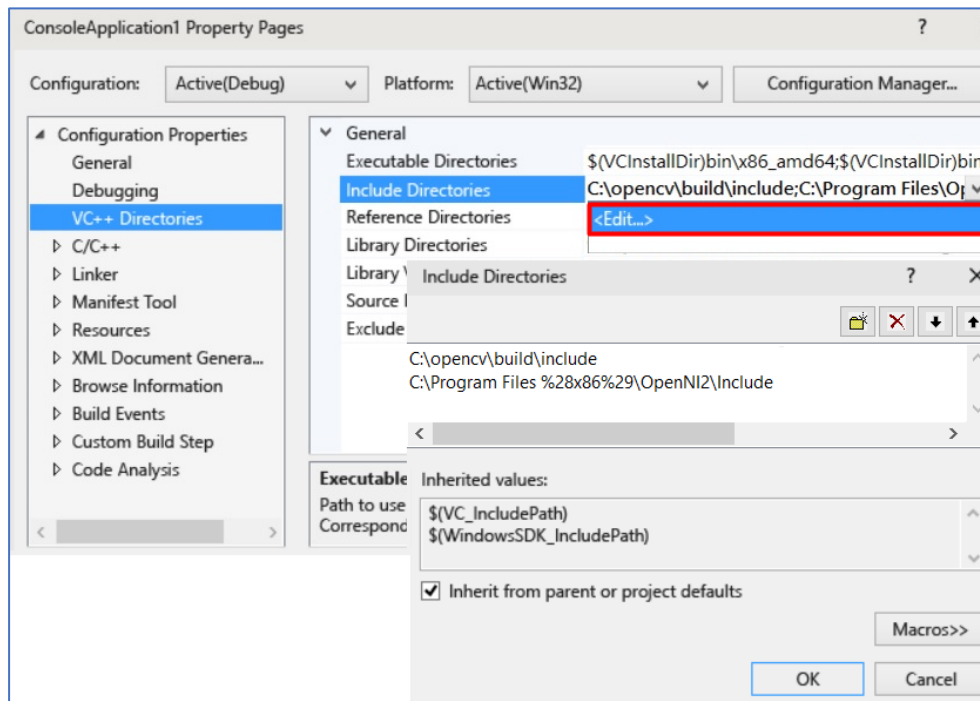 ConsoleApplication1 Property Pages ?
Configuration: Active(Debug) Platform: Active(Win32) Configuration Manager...
Configuration Properties
General
Debugging
VC++ Directories
C/C++
Linker
Manifest Tool
Resources
XML Document Genera...
Browse Information
Build Events
Custom Build Step
Code Analysis
General
Executable Directories $(VCInstallDir)bin\x86_amd64;$(VCInstallDir)bin
Include Directories C:\opencv\build\include;C:\Program Files\Op
Reference Directories <Edit...>
Library Directories
Library
Source
Exclude
Executable
Path to use
Correspond
Include Directories ?
C:\opencv\build\include
C:\Program Files %28x86%29\OpenNI2\Include
Inherited values:
$(VC_IncludePath)
$(WindowsSDK_IncludePath)
Inherit from parent or project defaults
Macros>>
OK Cancel